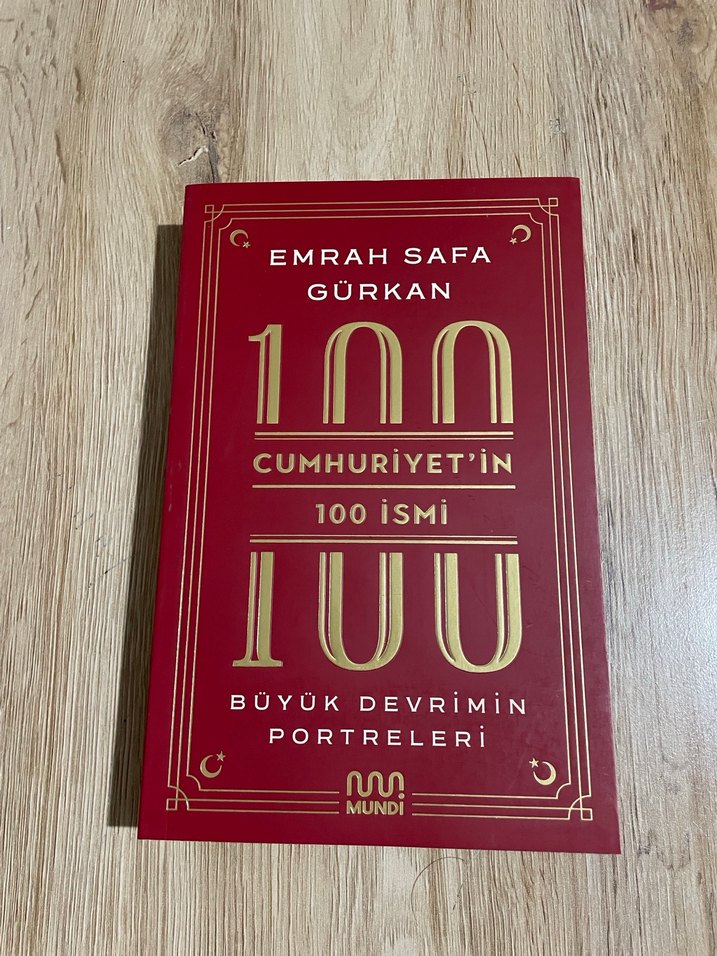 EMRAH SAFA
GÜRKAN
100
CUMHURİYET'İN
100 İSMİ
100
BÜYÜK DEVRİMİN
PORTRELERİ
MUNDİ